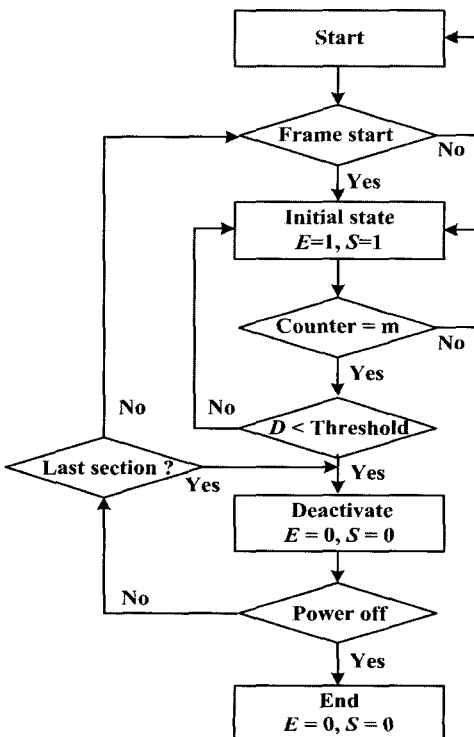 Start
Frame start
No
Yes
Initial state
E=1, S=1
Counter = m
No
Yes
No
No
D < Threshold
Last section ?
Yes
Yes
Deactivate
E = 0, S = 0
No
Power off
Yes
End
E = 0, S = 0